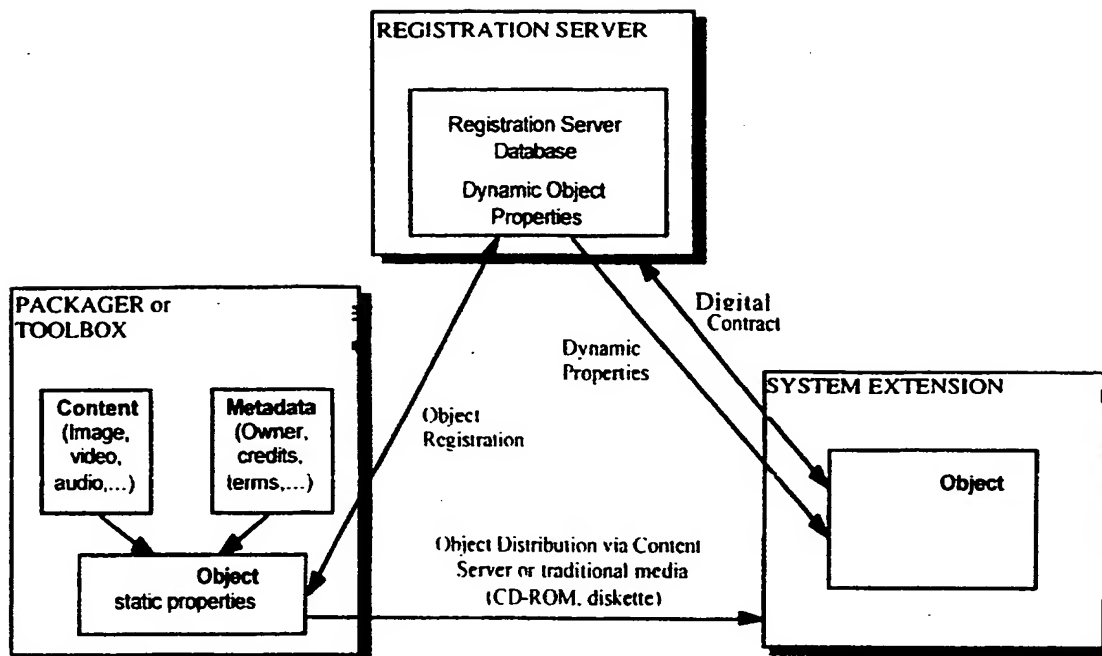 REGISTRATION SERVER
Registration Server
Database
Dynamic Object
Properties
PACKAGER or
TOOLBOX
Content
(Image,
video,
audio,...)
Metadata
(Owner,
credits,
terms,...)
Object
static properties
Object
Registration
Dynamic
Properties
Digital
Contract
Object Distribution via Content
Server or traditional media
(CD-ROM, diskette)
SYSTEM EXTENSION
Object